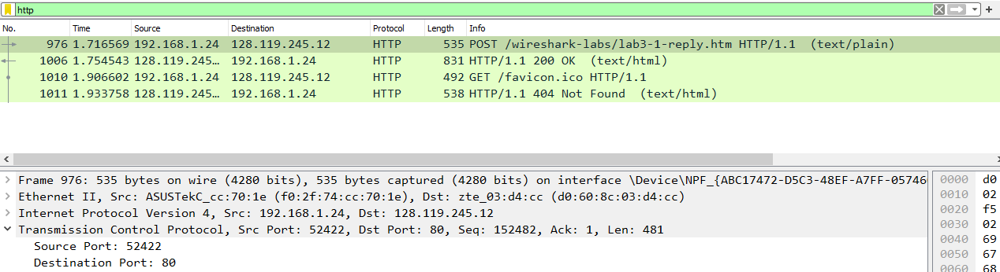 http
No. Time Source Destination Protocol Length Info
976 1.716569 192.168.1.24 128.119.245.12 HTTP 535 POST /wireshark-labs/lab3-1-reply.htm HTTP/1.1 (text/plain)
1006 1.754543 128.119.245… 192.168.1.24 HTTP 831 HTTP/1.1 200 OK (text/html)
1010 1.906602 192.168.1.24 128.119.245.12 HTTP 492 GET /favicon.ico HTTP/1.1
1011 1.933758 128.119.245… 192.168.1.24 HTTP 538 HTTP/1.1 404 Not Found (text/html)
Frame 976: 535 bytes on wire (4280 bits), 535 bytes captured (4280 bits) on interface \Device\NPF_{ABC17472-D5C3-48EF-A7FF-05746 0000 d0
Ethernet II, Src: ASUSTekC_cc:70:1e (f0:2f:74:cc:70:1e), Dst: zte_03:d4:cc (d0:60:8c:03:d4:cc) 0010 02
Internet Protocol Version 4, Src: 192.168.1.24, Dst: 128.119.245.12 0020 f5
Transmission Control Protocol, Src Port: 52422, Dst Port: 80, Seq: 152482, Ack: 1, Len: 481 0030 02
Source Port: 52422 0040 69
Destination Port: 80 0050 67
0060 68